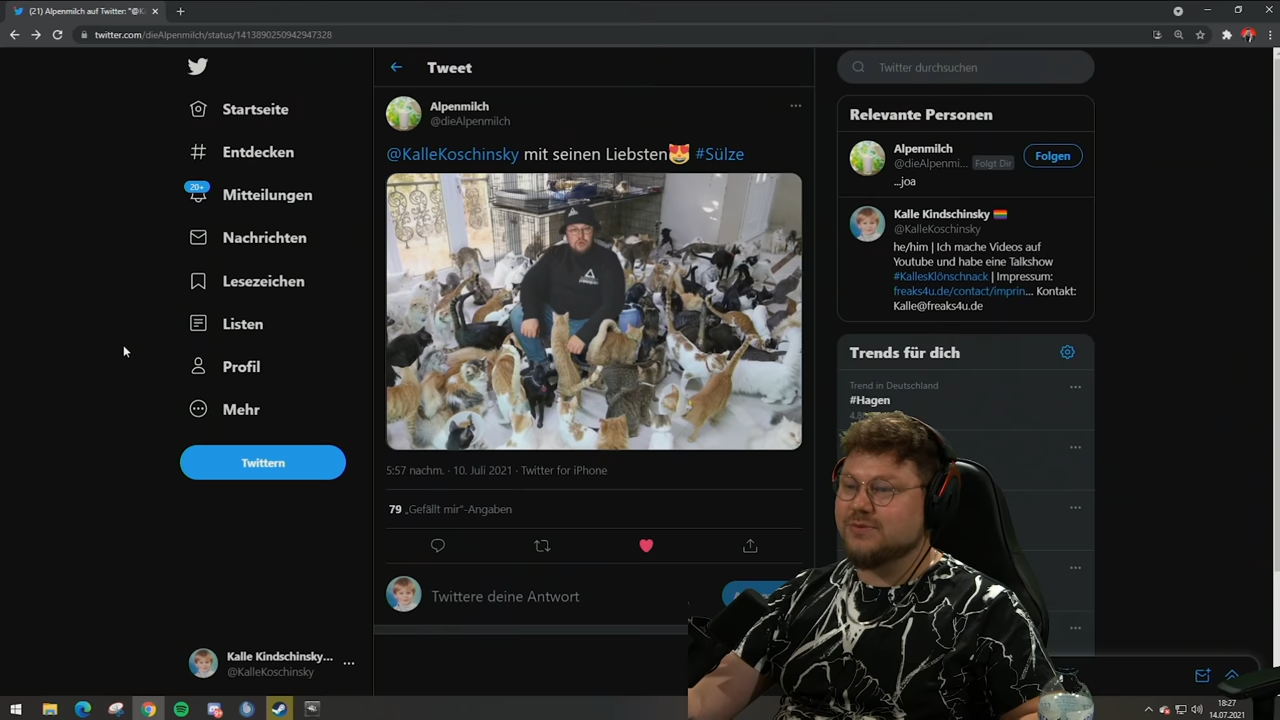 (21) Alpenmilch auf Twitter: "@K
twitter.com/dieAlpenmilch/status/1413890250942947328
Startseite
Entdecken
20+
Mitteilungen
Nachrichten
Lesezeichen
Listen
Profil
Mehr
Twittern
Kalle Kindschinsky...
@KalleKoschinsky
Tweet
Alpenmilch
@dieAlpenmilch
@KalleKoschinsky mit seinen Liebsten😻 #Sülze
5:57 nachm. · 10. Juli 2021 · Twitter for iPhone
79 „Gefällt mir“-Angaben
Twittere deine Antwort
Twitter durchsuchen
Relevante Personen
Alpenmilch
@dieAlpenmi... Folgt Dir
Folgen
...joa
Kalle Kindschinsky 🏳️‍🌈
@KalleKoschinsky
he/him | Ich mache Videos auf
Youtube und habe eine Talkshow
#KallesKlönschnack | Impressum:
freaks4u.de/contact/imprin... Kontakt:
Kalle@freaks4u.de
Trends für dich
Trend in Deutschland
#Hagen
18:27
14.07.2021